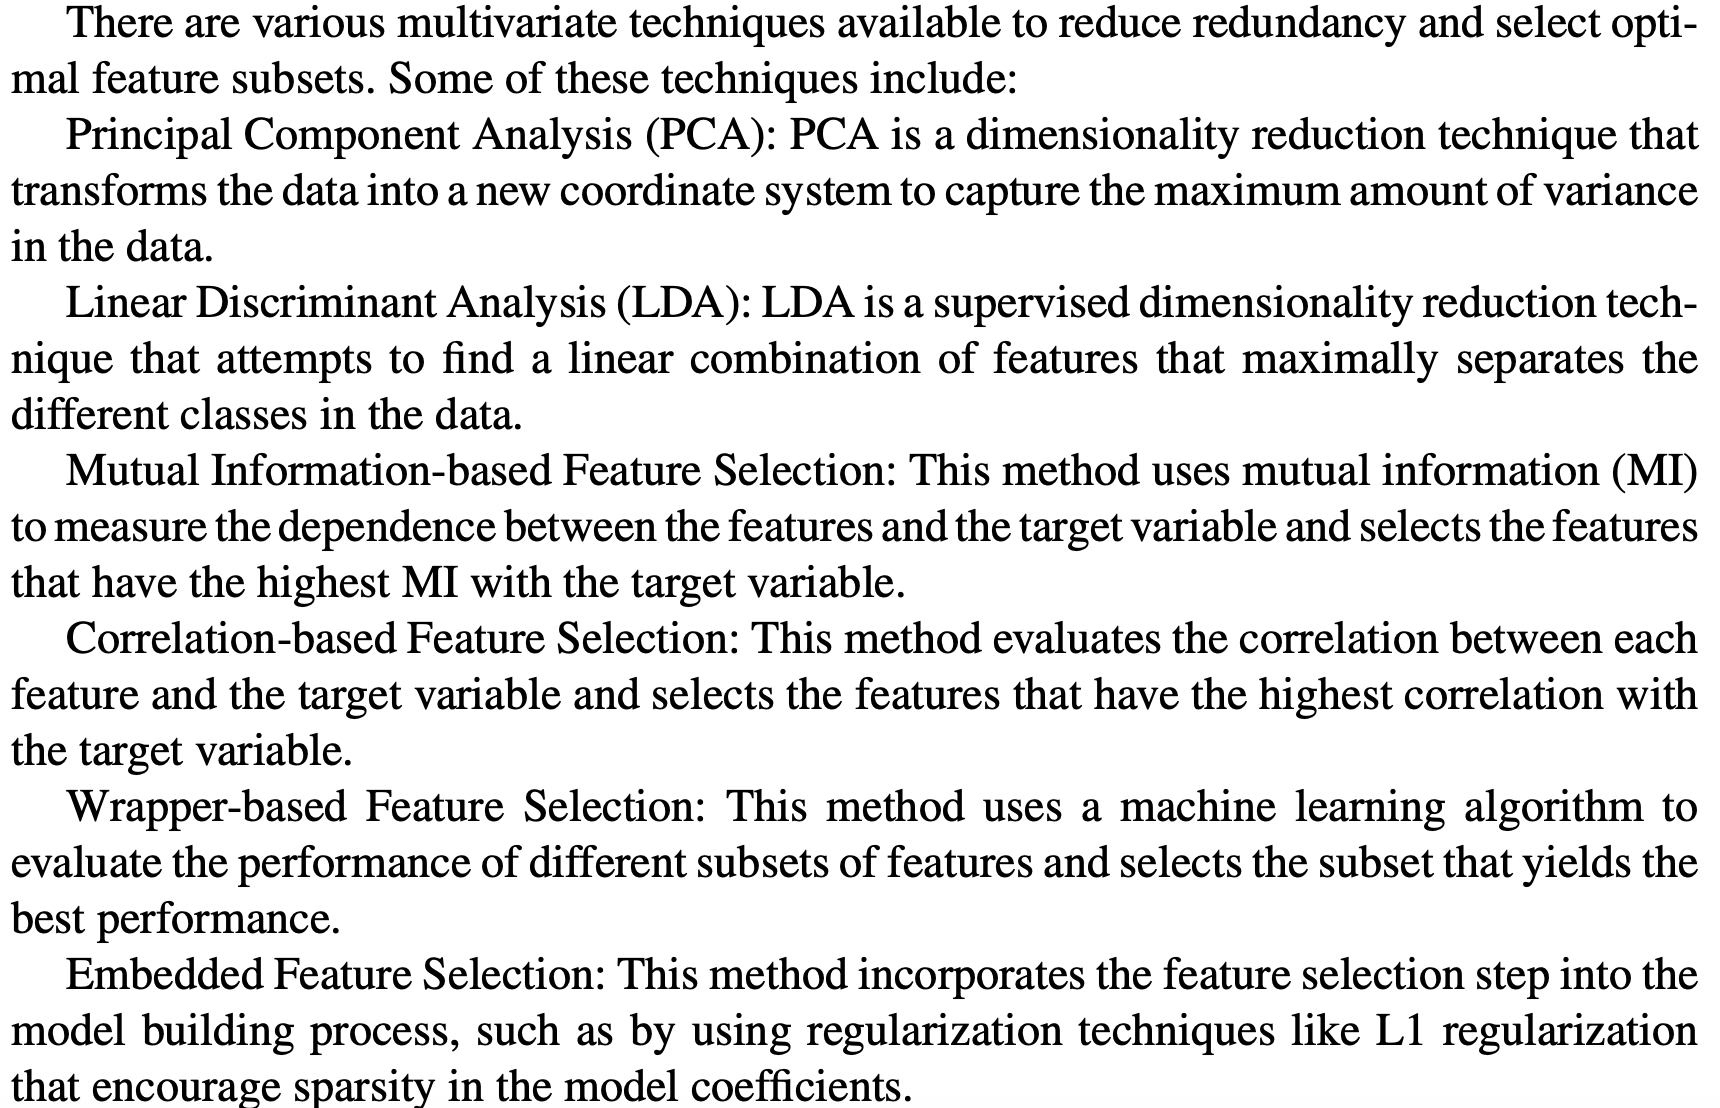 There are various multivariate techniques available to reduce redundancy and select opti-
mal feature subsets. Some of these techniques include:
Principal Component Analysis (PCA): PCA is a dimensionality reduction technique that
transforms the data into a new coordinate system to capture the maximum amount of variance
in the data.
Linear Discriminant Analysis (LDA): LDA is a supervised dimensionality reduction tech-
nique that attempts to find a linear combination of features that maximally separates the
different classes in the data.
Mutual Information-based Feature Selection: This method uses mutual information (MI)
to measure the dependence between the features and the target variable and selects the features
that have the highest MI with the target variable.
Correlation-based Feature Selection: This method evaluates the correlation between each
feature and the target variable and selects the features that have the highest correlation with
the target variable.
Wrapper-based Feature Selection: This method uses a machine learning algorithm to
evaluate the performance of different subsets of features and selects the subset that yields the
best performance.
Embedded Feature Selection: This method incorporates the feature selection step into the
model building process, such as by using regularization techniques like L1 regularization
that encourage sparsity in the model coefficients.